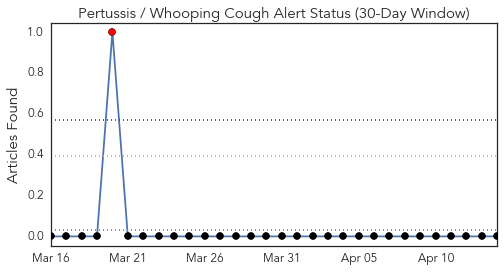 Pertussis / Whooping Cough Alert Status (30-Day Window)
Articles Found
1.0
0.8
0.6
0.4
0.2
0.0
Mar 16 Mar 21 Mar 26 Mar 31 Apr 05 Apr 10